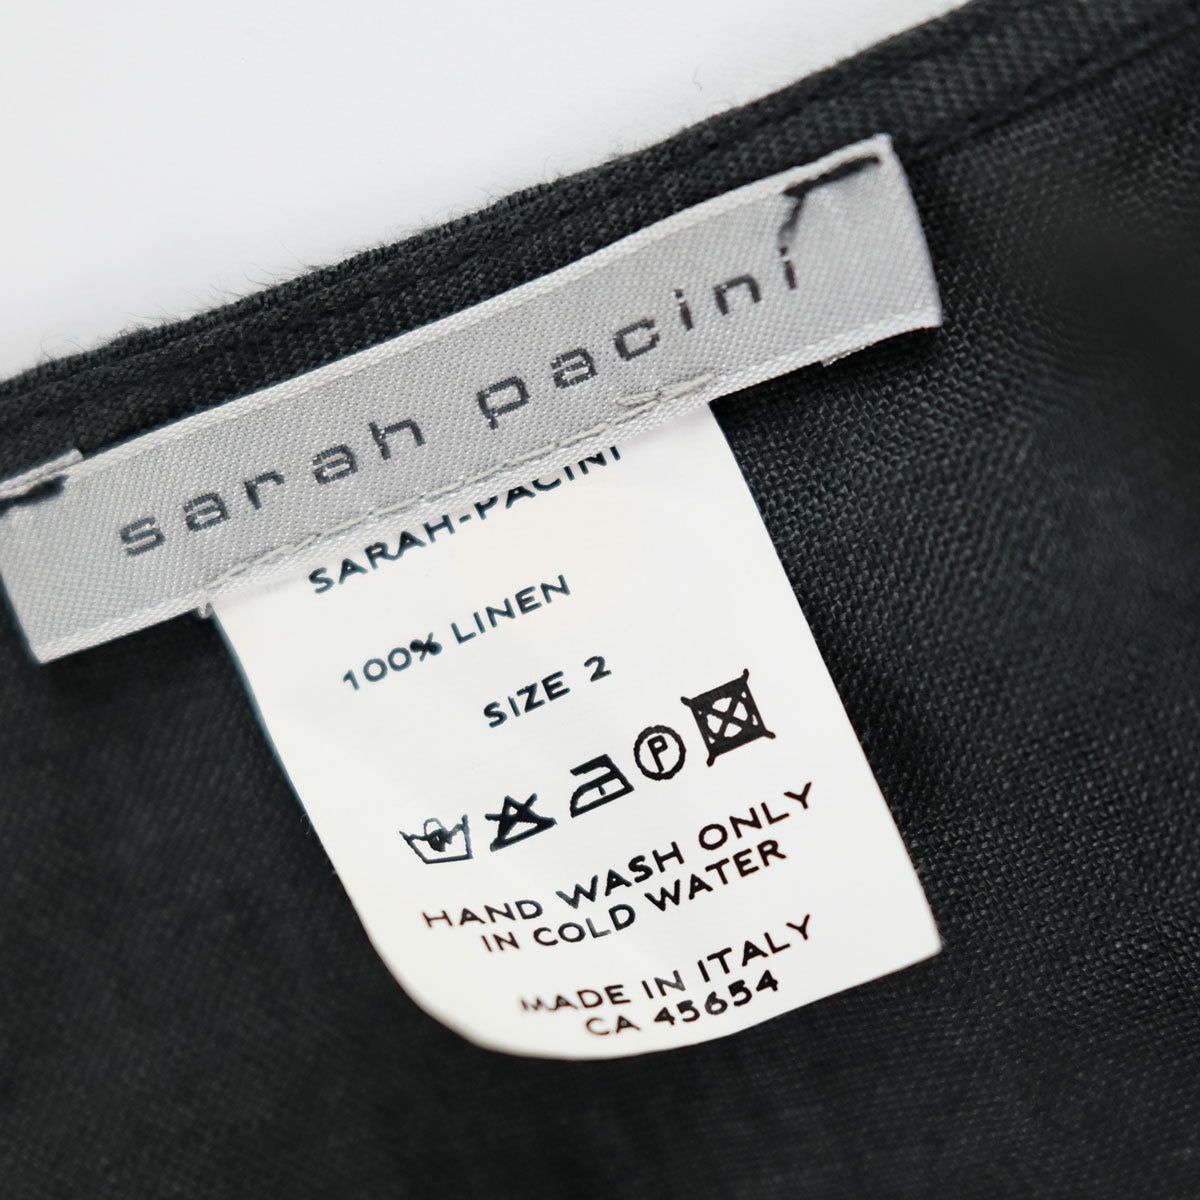 sarah pacini
SARAH-PACINI
100% LINEN
SIZE 2
P
HAND WASH ONLY
IN COLD WATER
MADE IN ITALY
CA 45654